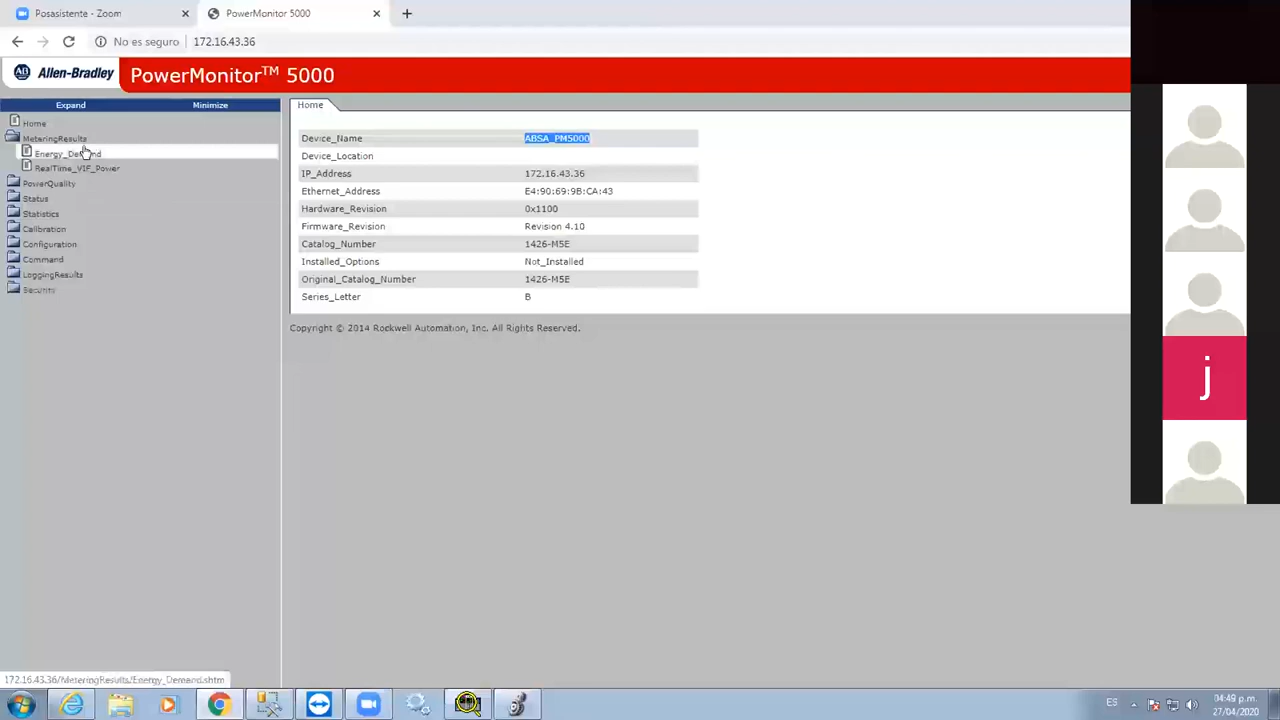 Posasistente - Zoom
PowerMonitor 5000
No es seguro 172.16.43.36
AB Allen-Bradley PowerMonitor™ 5000
Expand Minimize
Home
MeteringResults
Energy_Demand
RealTime_VIF_Power
PowerQuality
Status
Statistics
Calibration
Configuration
Command
LoggingResults
Security
Home
Device_Name ABSA_PM5000
Device_Location
IP_Address 172.16.43.36
Ethernet_Address E4:90:69:9B:CA:43
Hardware_Revision 0x1100
Firmware_Revision Revision 4.10
Catalog_Number 1426-M5E
Installed_Options Not_Installed
Original_Catalog_Number 1426-M5E
Series_Letter B
Copyright © 2014 Rockwell Automation, Inc. All Rights Reserved.
j
172.16.43.36/MeteringResults/Energy_Demand.shtm
ES
04:49 p.m.
27/04/2020